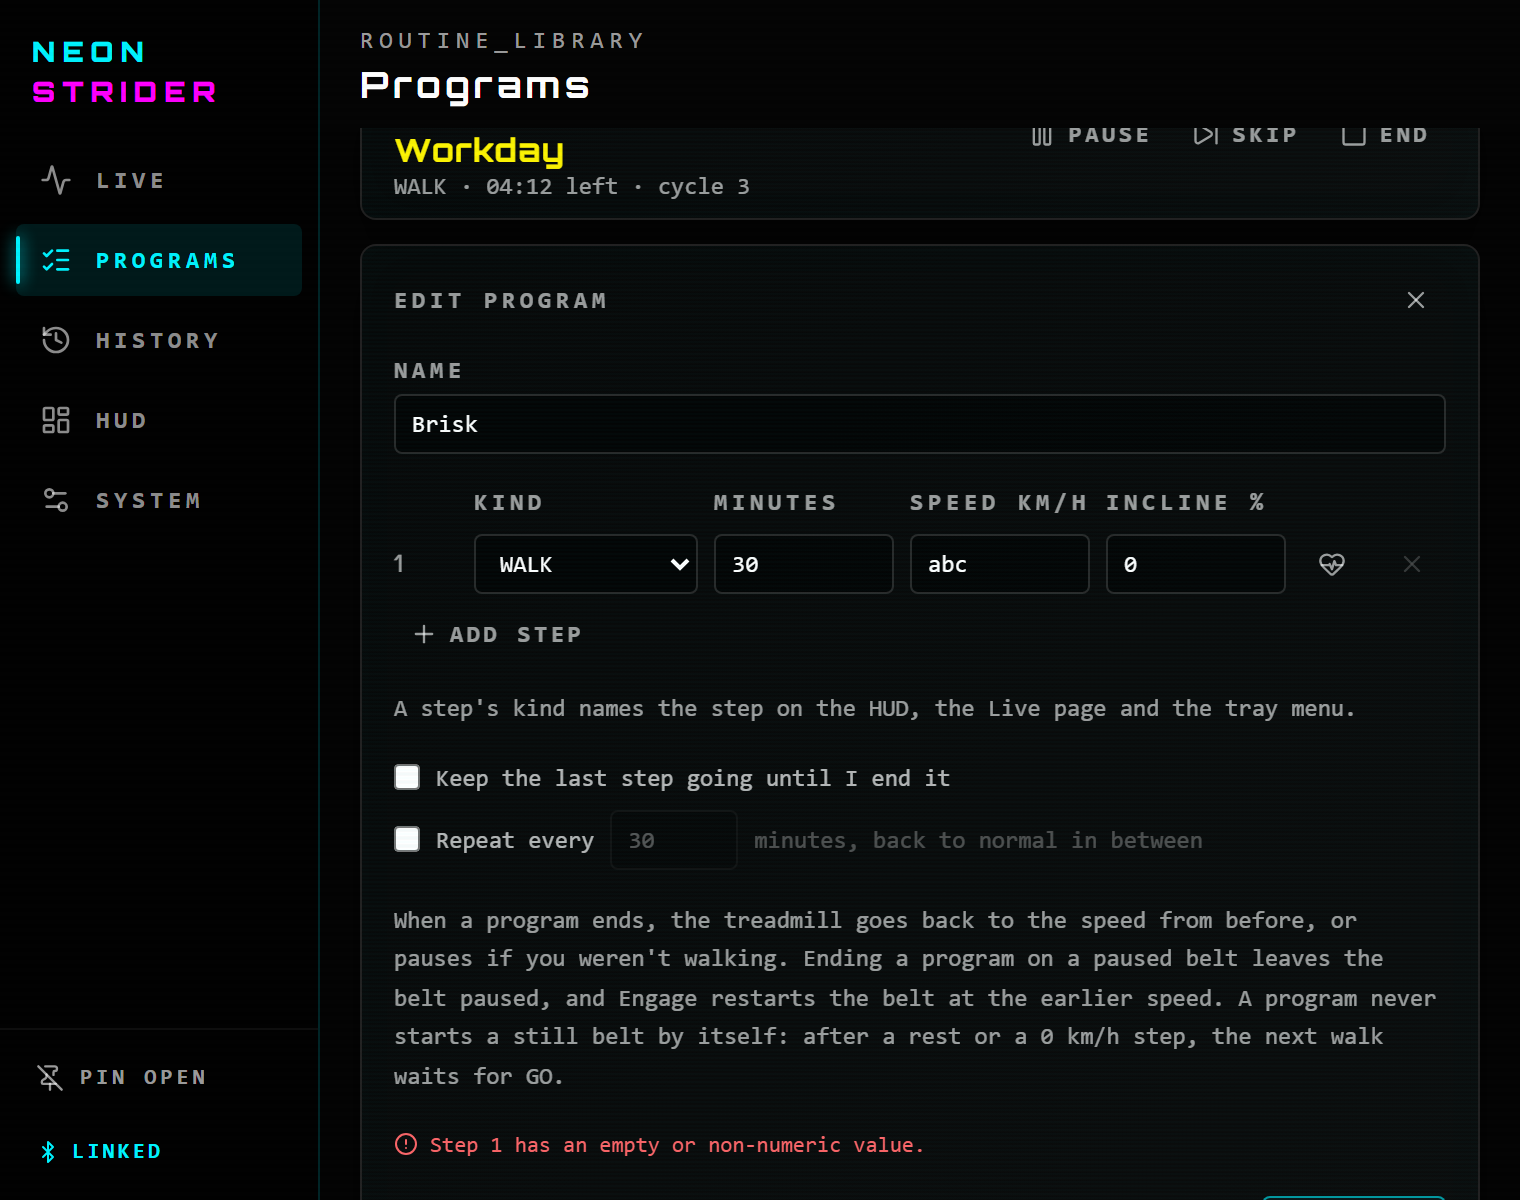 NEON
STRIDER
LIVE
PROGRAMS
HISTORY
HUD
SYSTEM
PIN OPEN
LINKED
ROUTINE_LIBRARY
Programs
Workday
WALK · 04:12 left · cycle 3
PAUSE SKIP END
EDIT PROGRAM
NAME
Brisk
KIND MINUTES SPEED KM/H INCLINE %
1 WALK 30 abc 0
ADD STEP
A step's kind names the step on the HUD, the Live page and the tray menu.
Keep the last step going until I end it
Repeat every 30 minutes, back to normal in between
When a program ends, the treadmill goes back to the speed from before, or
pauses if you weren't walking. Ending a program on a paused belt leaves the
belt paused, and Engage restarts the belt at the earlier speed. A program never
starts a still belt by itself: after a rest or a 0 km/h step, the next walk
waits for GO.
Step 1 has an empty or non-numeric value.